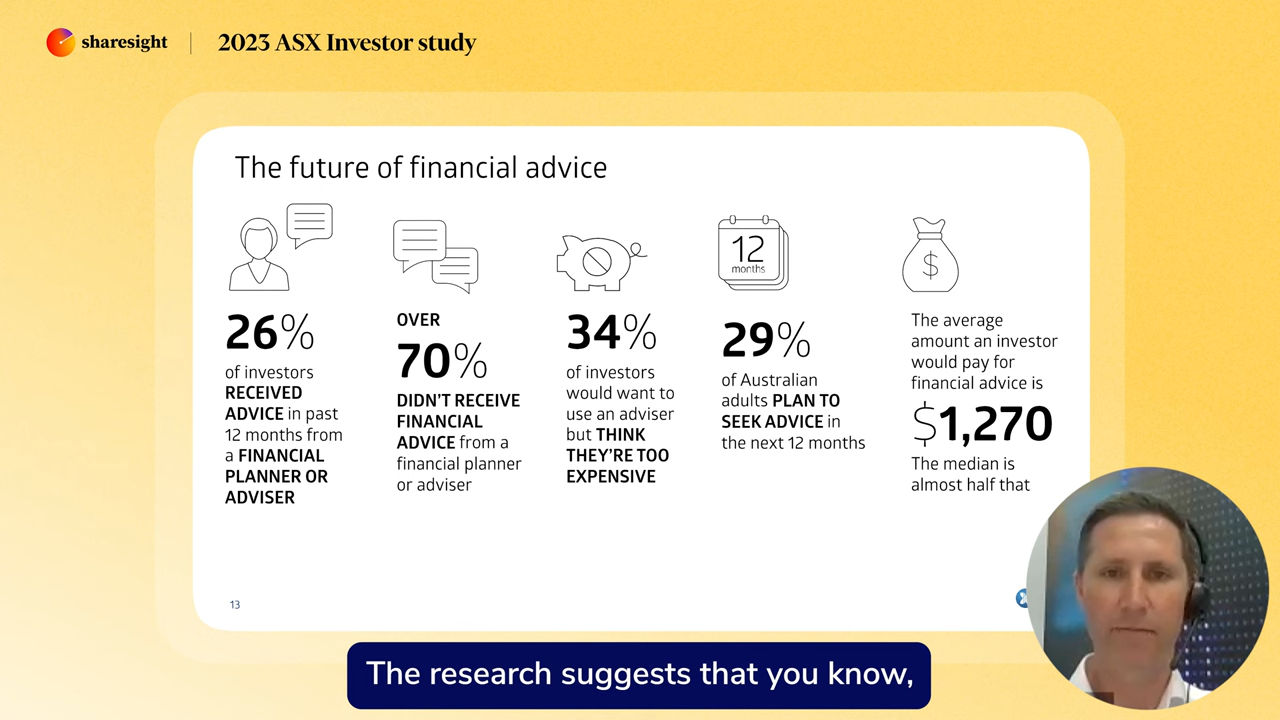 sharesight
2023 ASX Investor study
The future of financial advice
12
months
$
26%
of investors
RECEIVED
ADVICE in past
12 months from
a FINANCIAL
PLANNER OR
ADVISER
OVER
70%
DIDN'T RECEIVE
FINANCIAL
ADVICE from a
financial planner
or adviser
34%
of investors
would want to
use an adviser
but THINK
THEY'RE TOO
EXPENSIVE
29%
of Australian
adults PLAN TO
SEEK ADVICE in
the next 12 months
The average
amount an investor
would pay for
financial advice is
$1,270
The median is
almost half that
13
The research suggests that you know,